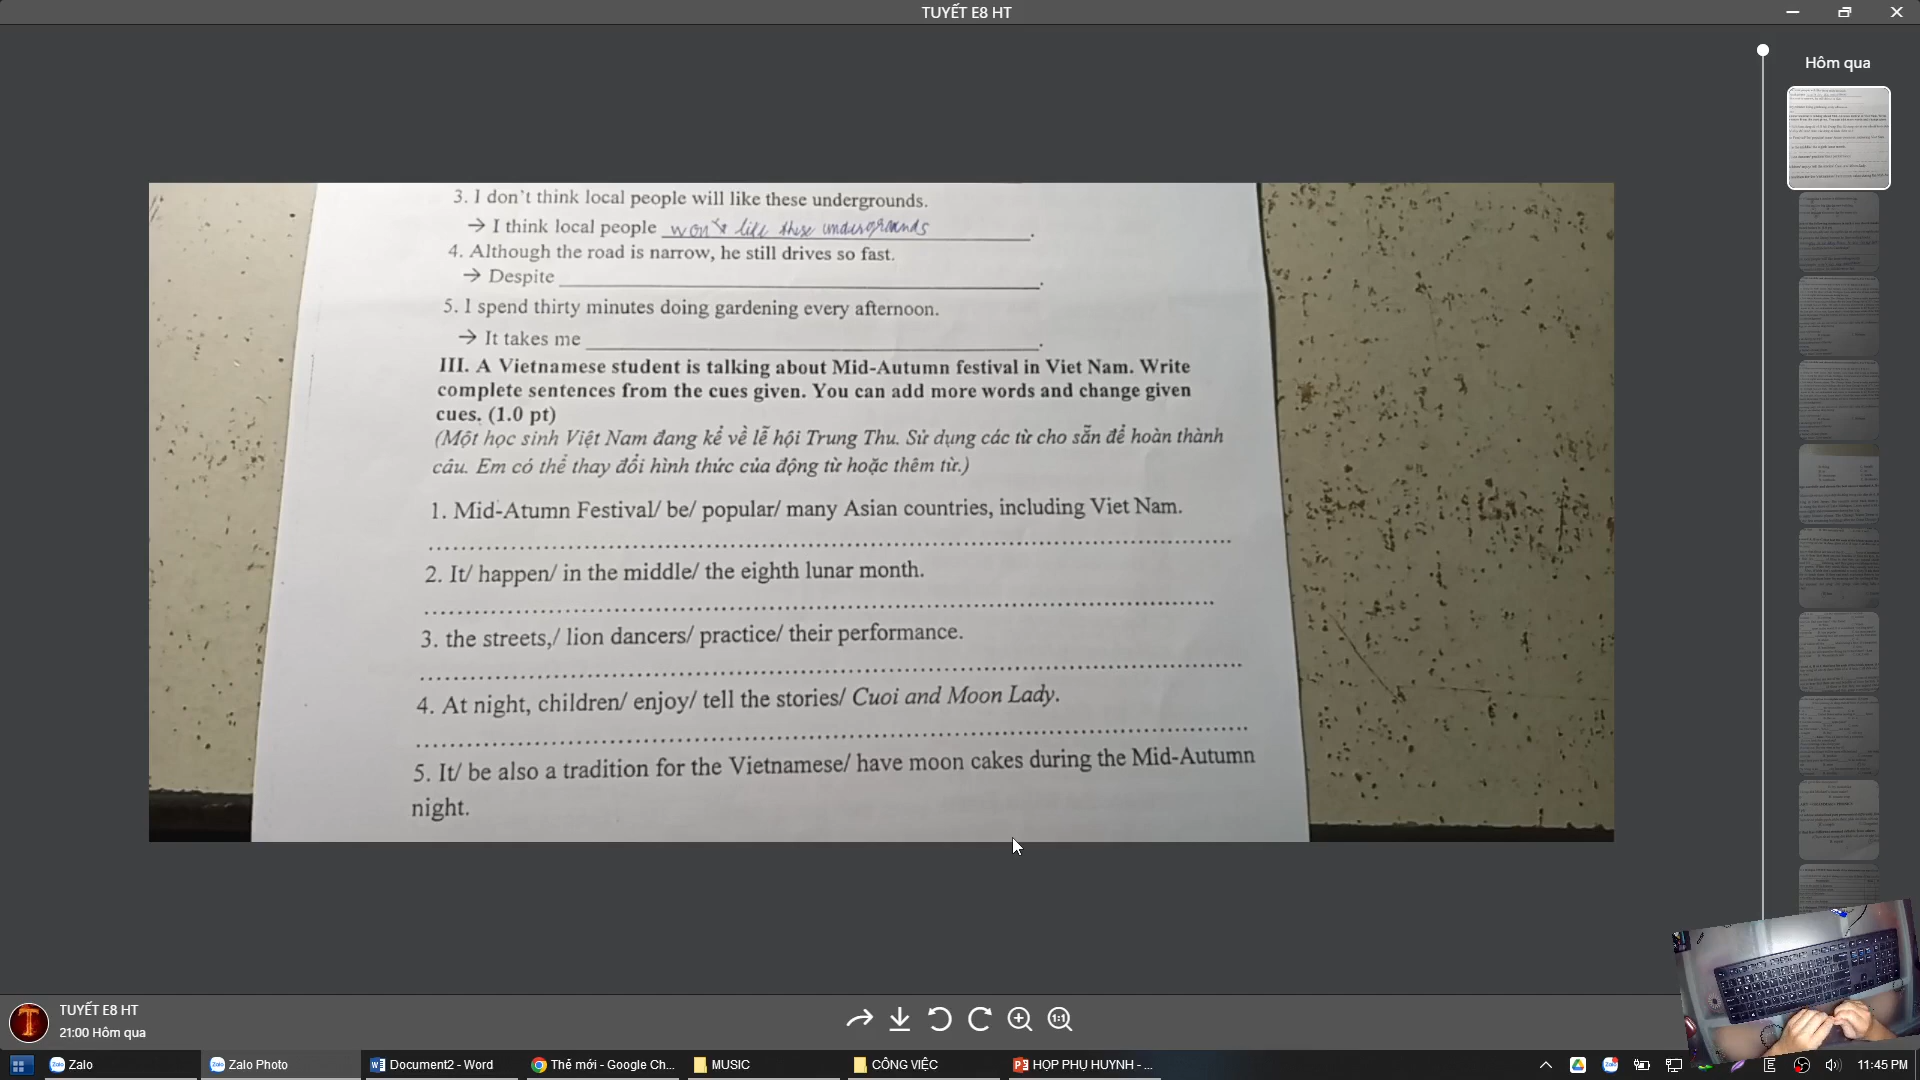 TUYẾT E8 HT
Hôm qua
3. I don't think local people will like these undergrounds.
→ I think local people won't like these undergrounds.
4. Although the road is narrow, he still drives so fast.
→ Despite ____.
5. I spend thirty minutes doing gardening every afternoon.
→ It takes me ____.
III. A Vietnamese student is talking about Mid-Autumn festival in Viet Nam. Write
complete sentences from the cues given. You can add more words and change given
cues. (1.0 pt)
(Một học sinh Việt Nam đang kể về lễ hội Trung Thu. Sử dụng các từ cho sẵn để hoàn thành
câu. Em có thể thay đổi hình thức của động từ hoặc thêm từ.)
1. Mid-Atumn Festival/ be/ popular/ many Asian countries, including Viet Nam.
2. It/ happen/ in the middle/ the eighth lunar month.
3. the streets,/ lion dancers/ practice/ their performance.
4. At night, children/ enjoy/ tell the stories/ Cuoi and Moon Lady.
5. It/ be also a tradition for the Vietnamese/ have moon cakes during the Mid-Autumn
night.
TUYẾT E8 HT
21:00 Hôm qua
1:1
Zalo
Zalo Photo
Document2 - Word
Thẻ mới - Google Ch...
MUSIC
CÔNG VIỆC
HỌP PHỤ HUYNH - ...
11:45 PM